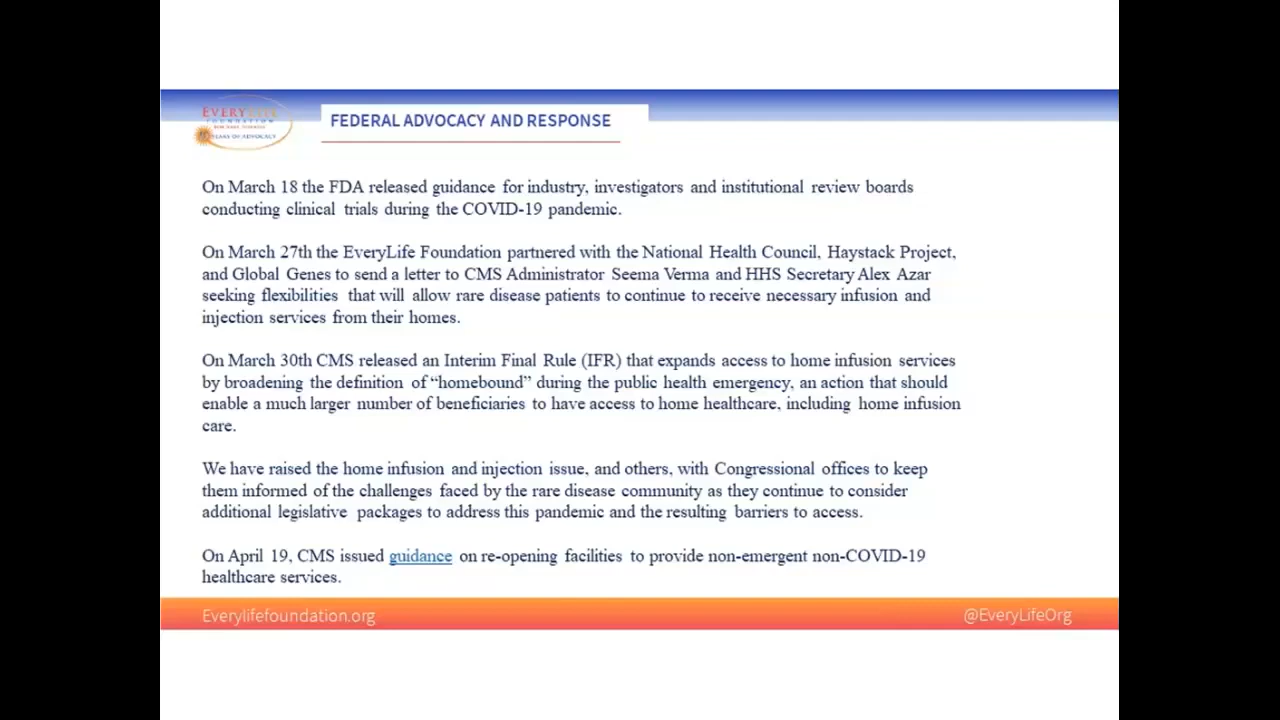 EVERYLIFE
FOUNDATION
FOR RARE DISEASES
YEARS OF ADVOCACY
FEDERAL ADVOCACY AND RESPONSE
On March 18 the FDA released guidance for industry, investigators and institutional review boards
conducting clinical trials during the COVID-19 pandemic.
On March 27th the EveryLife Foundation partnered with the National Health Council, Haystack Project,
and Global Genes to send a letter to CMS Administrator Seema Verma and HHS Secretary Alex Azar
seeking flexibilities that will allow rare disease patients to continue to receive necessary infusion and
injection services from their homes.
On March 30th CMS released an Interim Final Rule (IFR) that expands access to home infusion services
by broadening the definition of “homebound” during the public health emergency, an action that should
enable a much larger number of beneficiaries to have access to home healthcare, including home infusion
care.
We have raised the home infusion and injection issue, and others, with Congressional offices to keep
them informed of the challenges faced by the rare disease community as they continue to consider
additional legislative packages to address this pandemic and the resulting barriers to access.
On April 19, CMS issued guidance on re-opening facilities to provide non-emergent non-COVID-19
healthcare services.
Everylifefoundation.org
@EveryLifeOrg